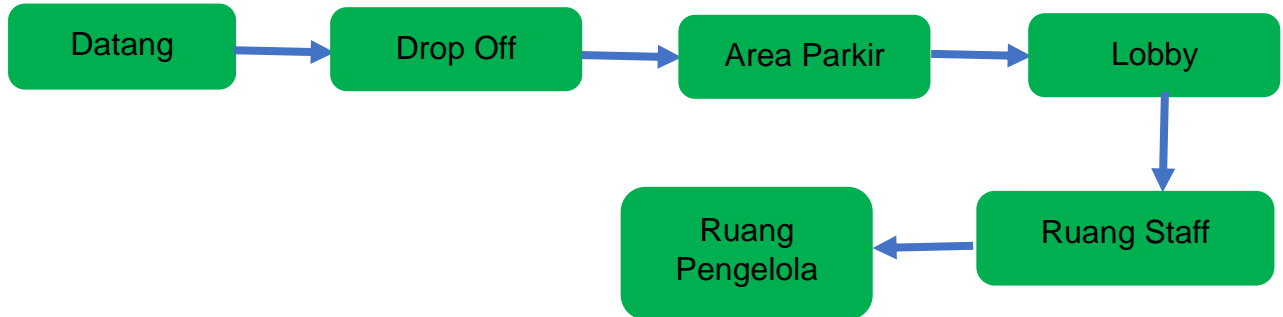 Datang
Drop Off
Area Parkir
Lobby
Ruang Staff
Ruang
Pengelola